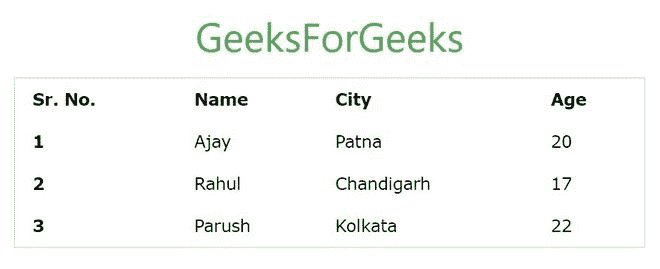 GeeksForGeeks
Sr. No. Name City Age
1 Ajay Patna 20
2 Rahul Chandigarh 17
3 Parush Kolkata 22